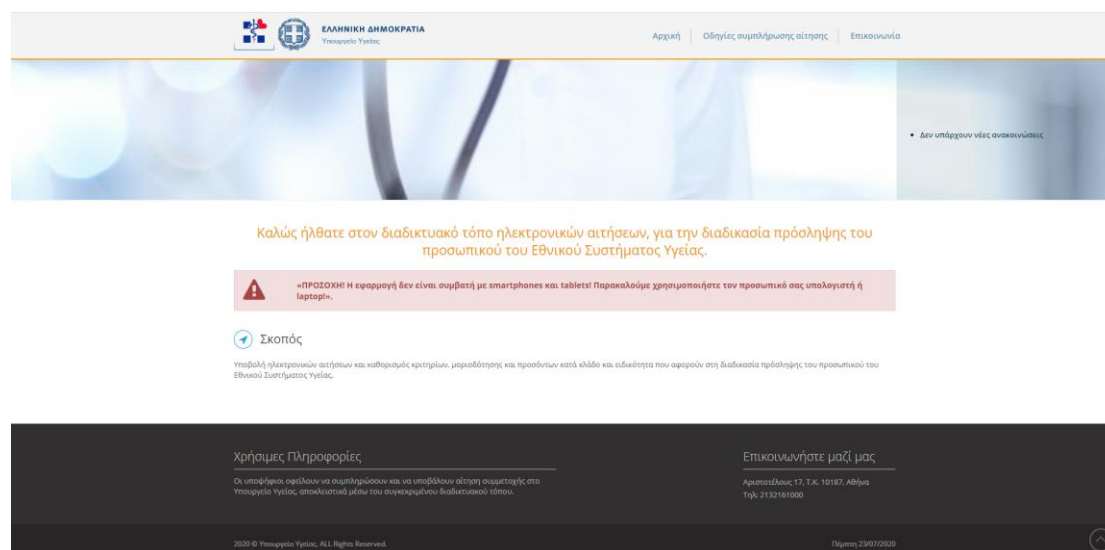 ΕΛΛΗΝΙΚΗ ΔΗΜΟΚΡΑΤΙΑ
Υπουργείο Υγείας
Αρχική
Οδηγίες συμπλήρωσης αίτησης
Επικοινωνία
Δεν υπάρχουν νέες ανακοινώσεις
Καλώς ήλθατε στον διαδικτυακό τόπο ηλεκτρονικών αιτήσεων, για την διαδικασία πρόσληψης του
προσωπικού του Εθνικού Συστήματος Υγείας.
«ΠΡΟΣΟΧΗ! Η εφαρμογή δεν είναι συμβατή με smartphones και tablets! Παρακαλούμε χρησιμοποιήστε τον προσωπικό σας υπολογιστή ή
laptop!».
Σκοπός
Υποβολή ηλεκτρονικών αιτήσεων και καθορισμός κριτηρίων, μοριοδότησης και προσόντων κατά κλάδο και ειδικότητα που αφορούν στη διαδικασία πρόσληψης του προσωπικού του
Εθνικού Συστήματος Υγείας.
Χρήσιμες Πληροφορίες
Οι υποψήφιοι οφείλουν να συμπληρώσουν και να υποβάλουν αίτηση συμμετοχής στο
Υπουργείο Υγείας, αποκλειστικά μέσω του συγκεκριμένου διαδικτυακού τόπου.
Επικοινωνήστε μαζί μας
Αριστοτέλους 17, Τ.Κ. 10187, Αθήνα
Τηλ: 2132161000
2020 © Υπουργείο Υγείας, ALL Rights Reserved.
Πέμπτη 23/07/2020